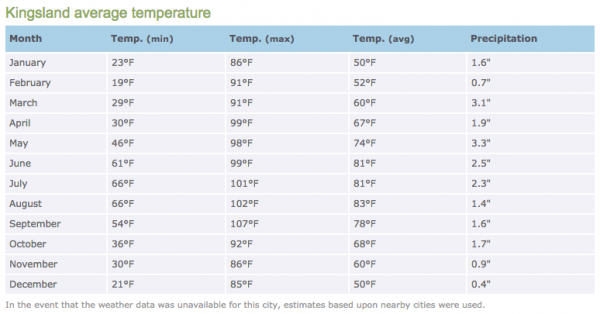 Kingsland average temperature
Month Temp. (min) Temp. (max) Temp. (avg) Precipitation
January 23°F 86°F 50°F 1.6"
February 19°F 91°F 52°F 0.7"
March 29°F 91°F 60°F 3.1"
April 30°F 99°F 67°F 1.9"
May 46°F 98°F 74°F 3.3"
June 61°F 99°F 81°F 2.5"
July 66°F 101°F 81°F 2.3"
August 66°F 102°F 83°F 1.4"
September 54°F 107°F 78°F 1.6"
October 36°F 92°F 68°F 1.7"
November 30°F 86°F 60°F 0.9"
December 21°F 85°F 50°F 0.4"
In the event that the weather data was unavailable for this city, estimates based upon nearby cities were used.